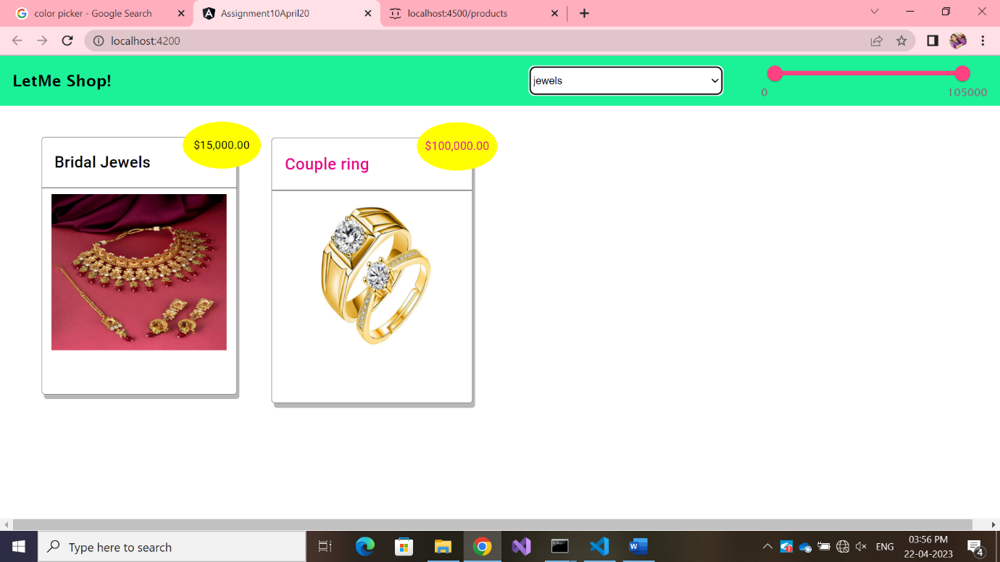 color picker - Google Search
Assignment10April20
localhost:4500/products
localhost:4200
LetMe Shop!
jewels
0
105000
$15,000.00
Bridal Jewels
$100,000.00
Couple ring
Type here to search
ENG
03:56 PM
22-04-2023
4